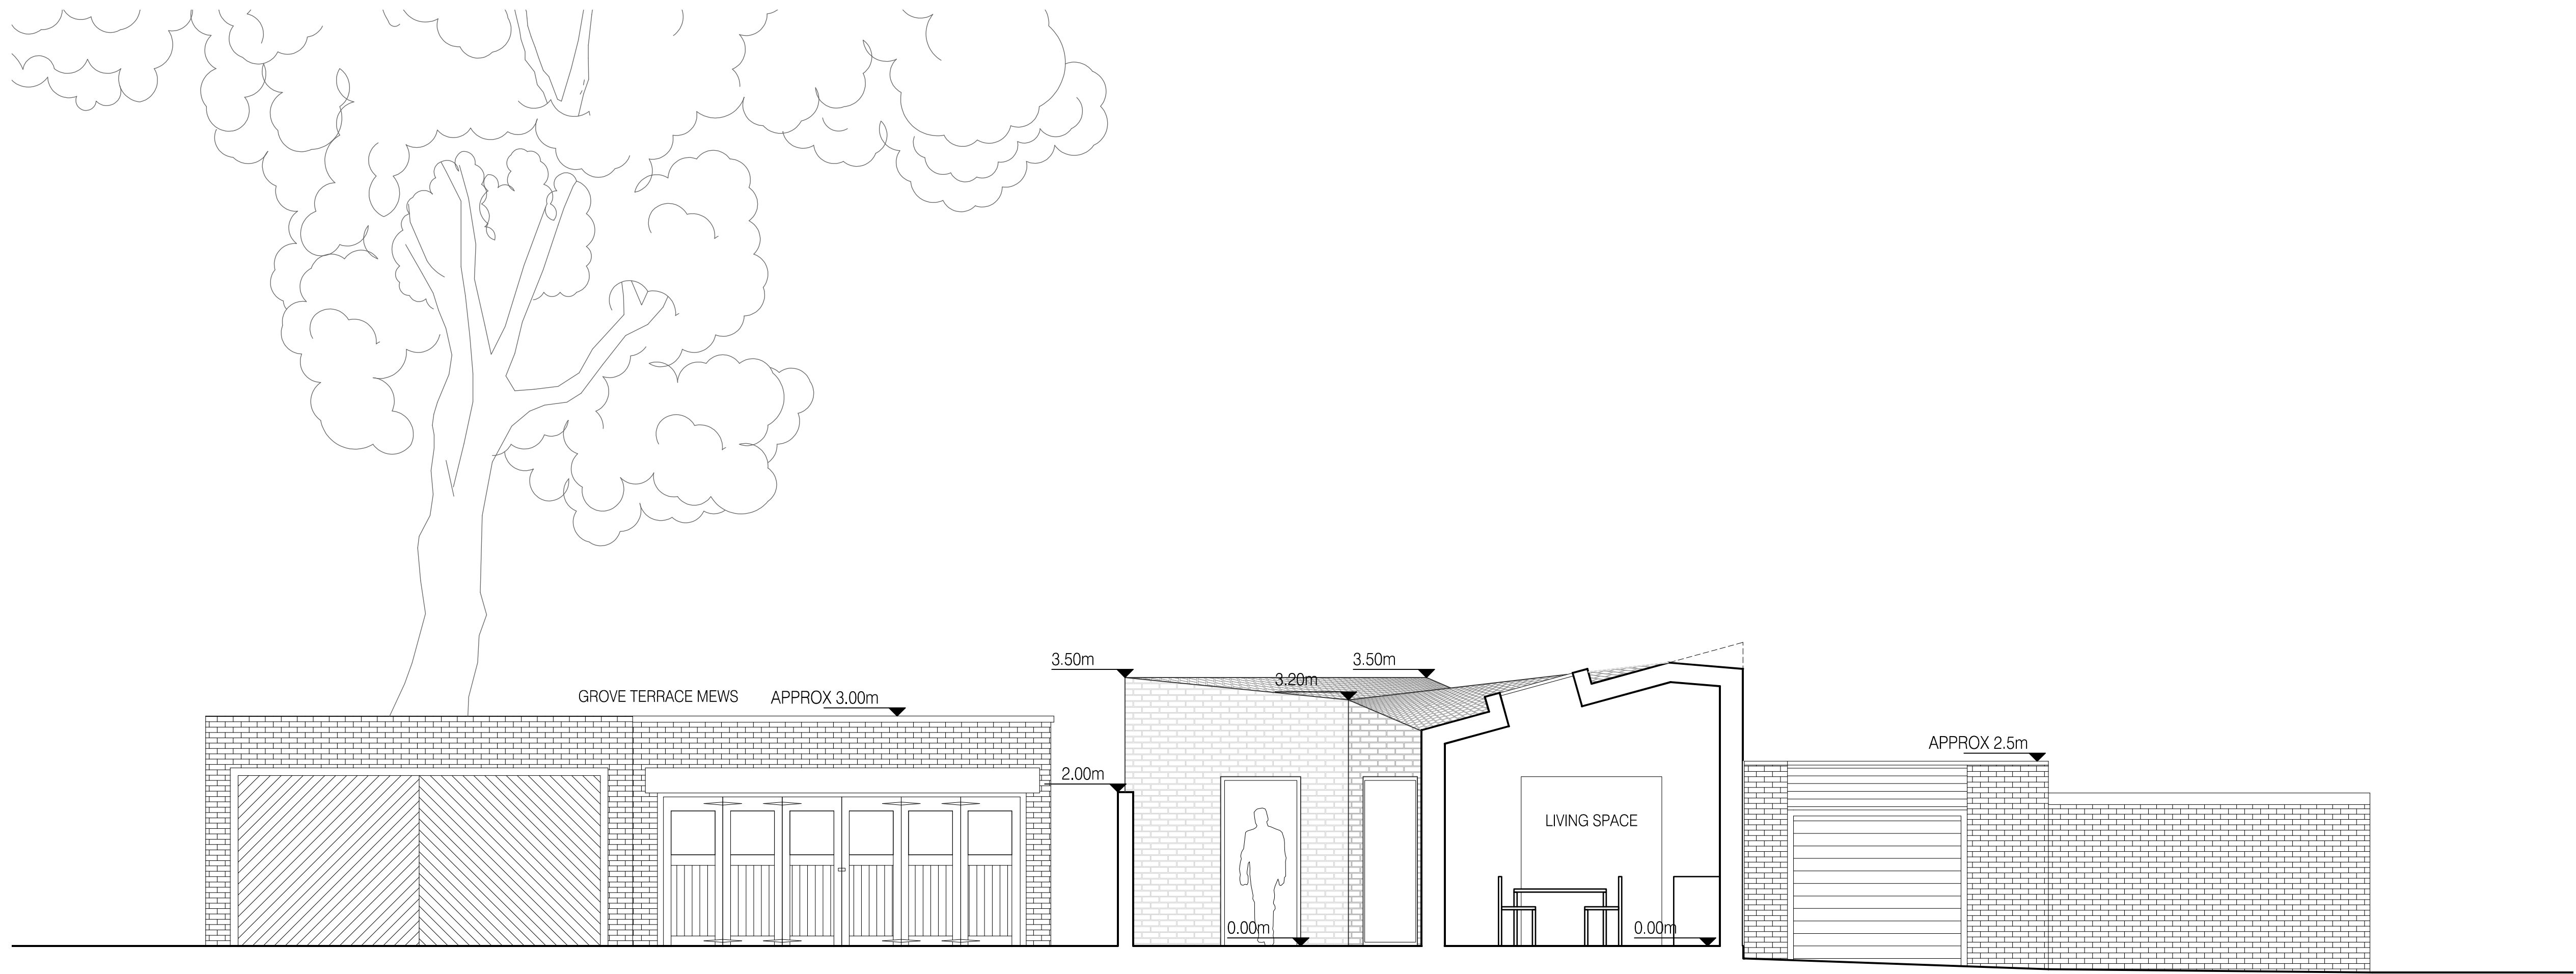 3.50m
3.50m
3.20m
GROVE TERRACE MEWS
APPROX 3.00m
APPROX 2.5m
2.00m
LIVING SPACE
0.00m
0.00m